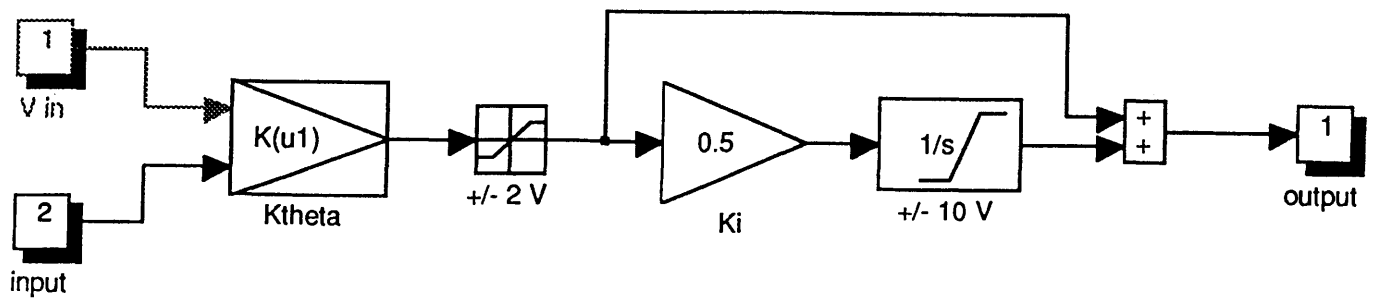 1
V in
2
input
K(u1)
Ktheta
+/- 2 V
0.5
Ki
1/s
+/- 10 V
+
+
1
output